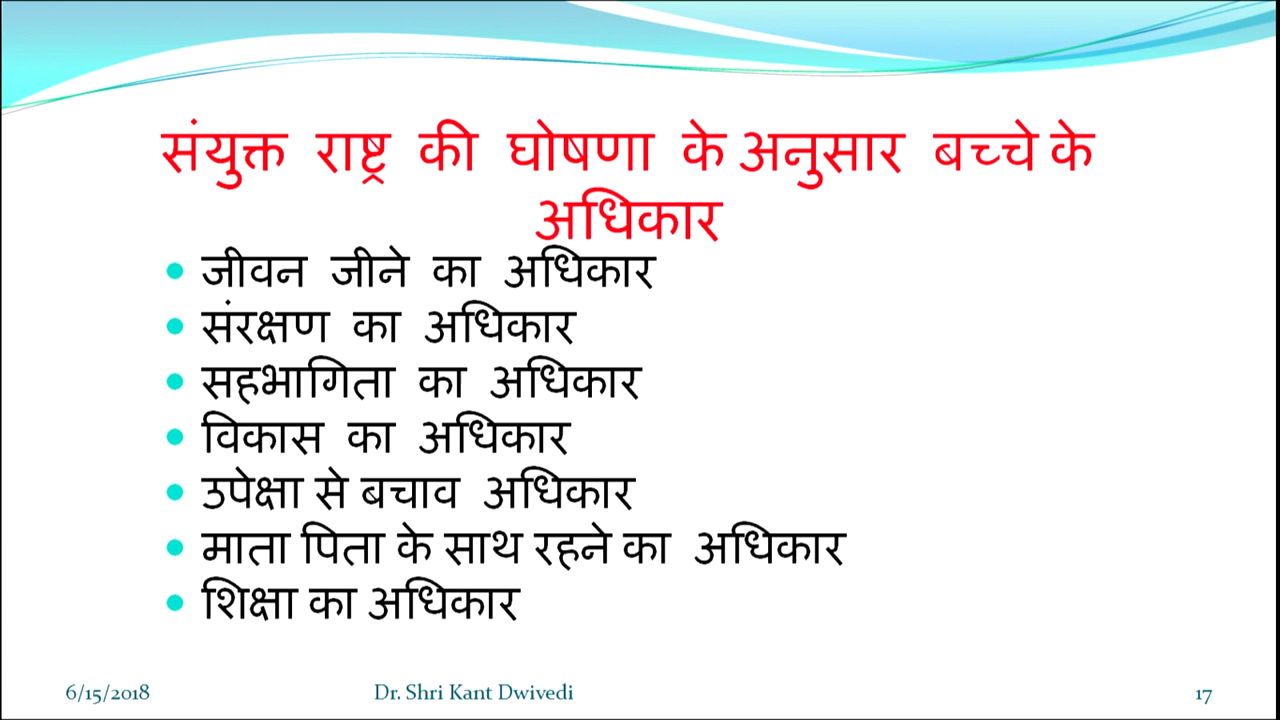 संयुक्त राष्ट्र की घोषणा के अनुसार बच्चे के
अधिकार
• जीवन जीने का अधिकार
• संरक्षण का अधिकार
• सहभागिता का अधिकार
• विकास का अधिकार
• उपेक्षा से बचाव अधिकार
• माता पिता के साथ रहने का अधिकार
• शिक्षा का अधिकार
6/15/2018 Dr. Shri Kant Dwivedi 17